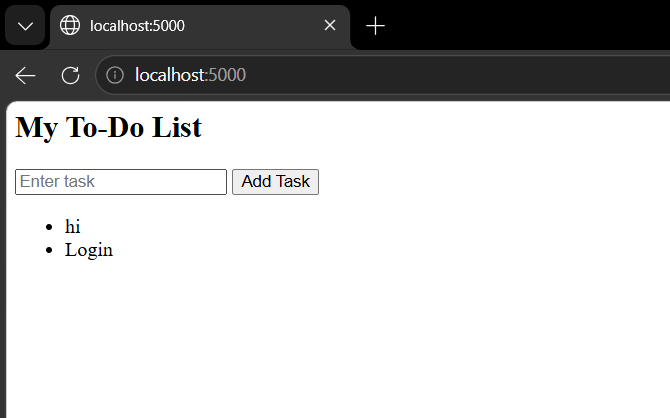 localhost:5000
localhost:5000
My To-Do List
Enter task Add Task
hi
Login